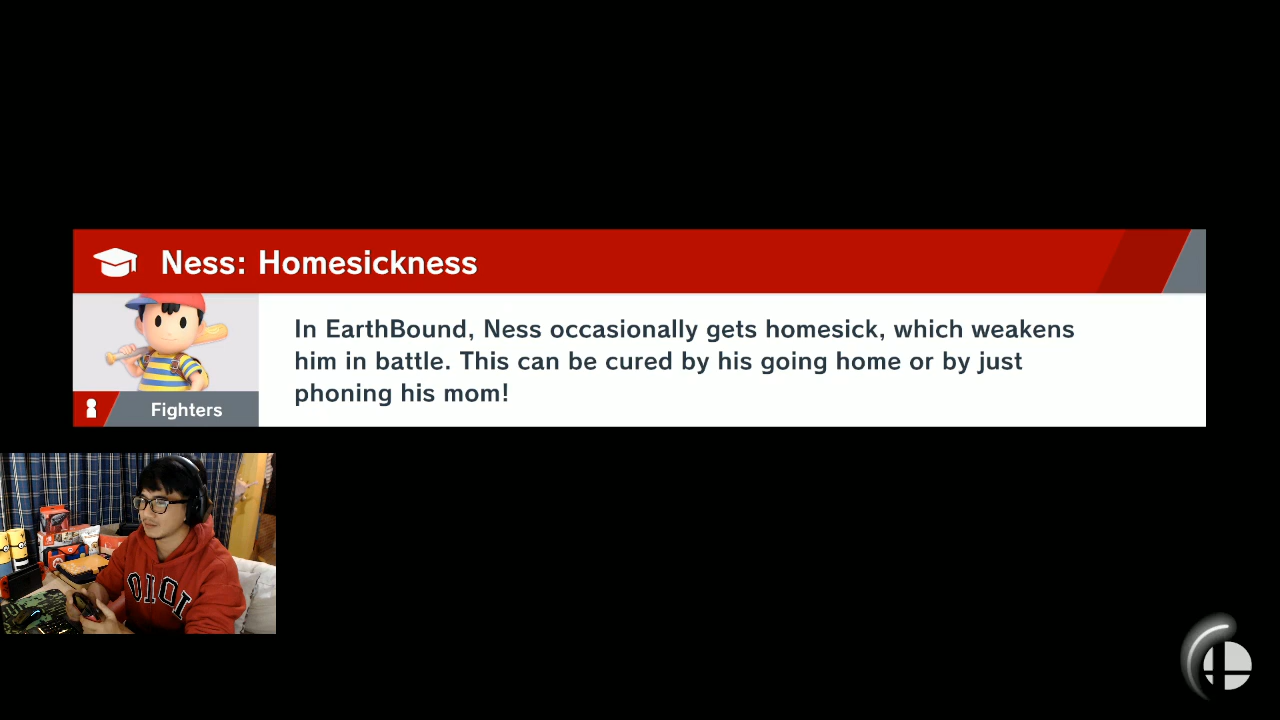 Ness: Homesickness
In EarthBound, Ness occasionally gets homesick, which weakens
him in battle. This can be cured by his going home or by just
phoning his mom!
Fighters
OIOI